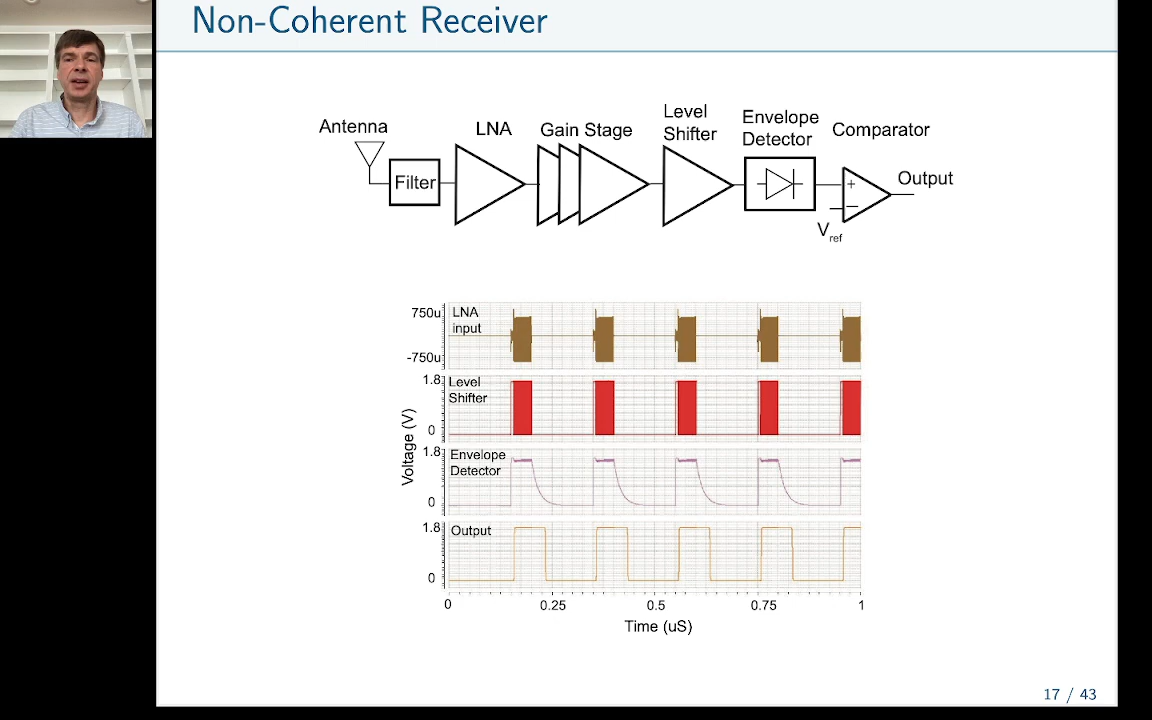 Non-Coherent Receiver
Antenna
LNA
Gain Stage
Level
Shifter
Envelope
Detector
Comparator
Filter
+
−
Output
Vref
Voltage (V)
750u
-750u
LNA
input
1.8
0
Level
Shifter
1.8
0
Envelope
Detector
1.8
0
Output
0
0.25
0.5
0.75
1
Time (uS)
17 / 43